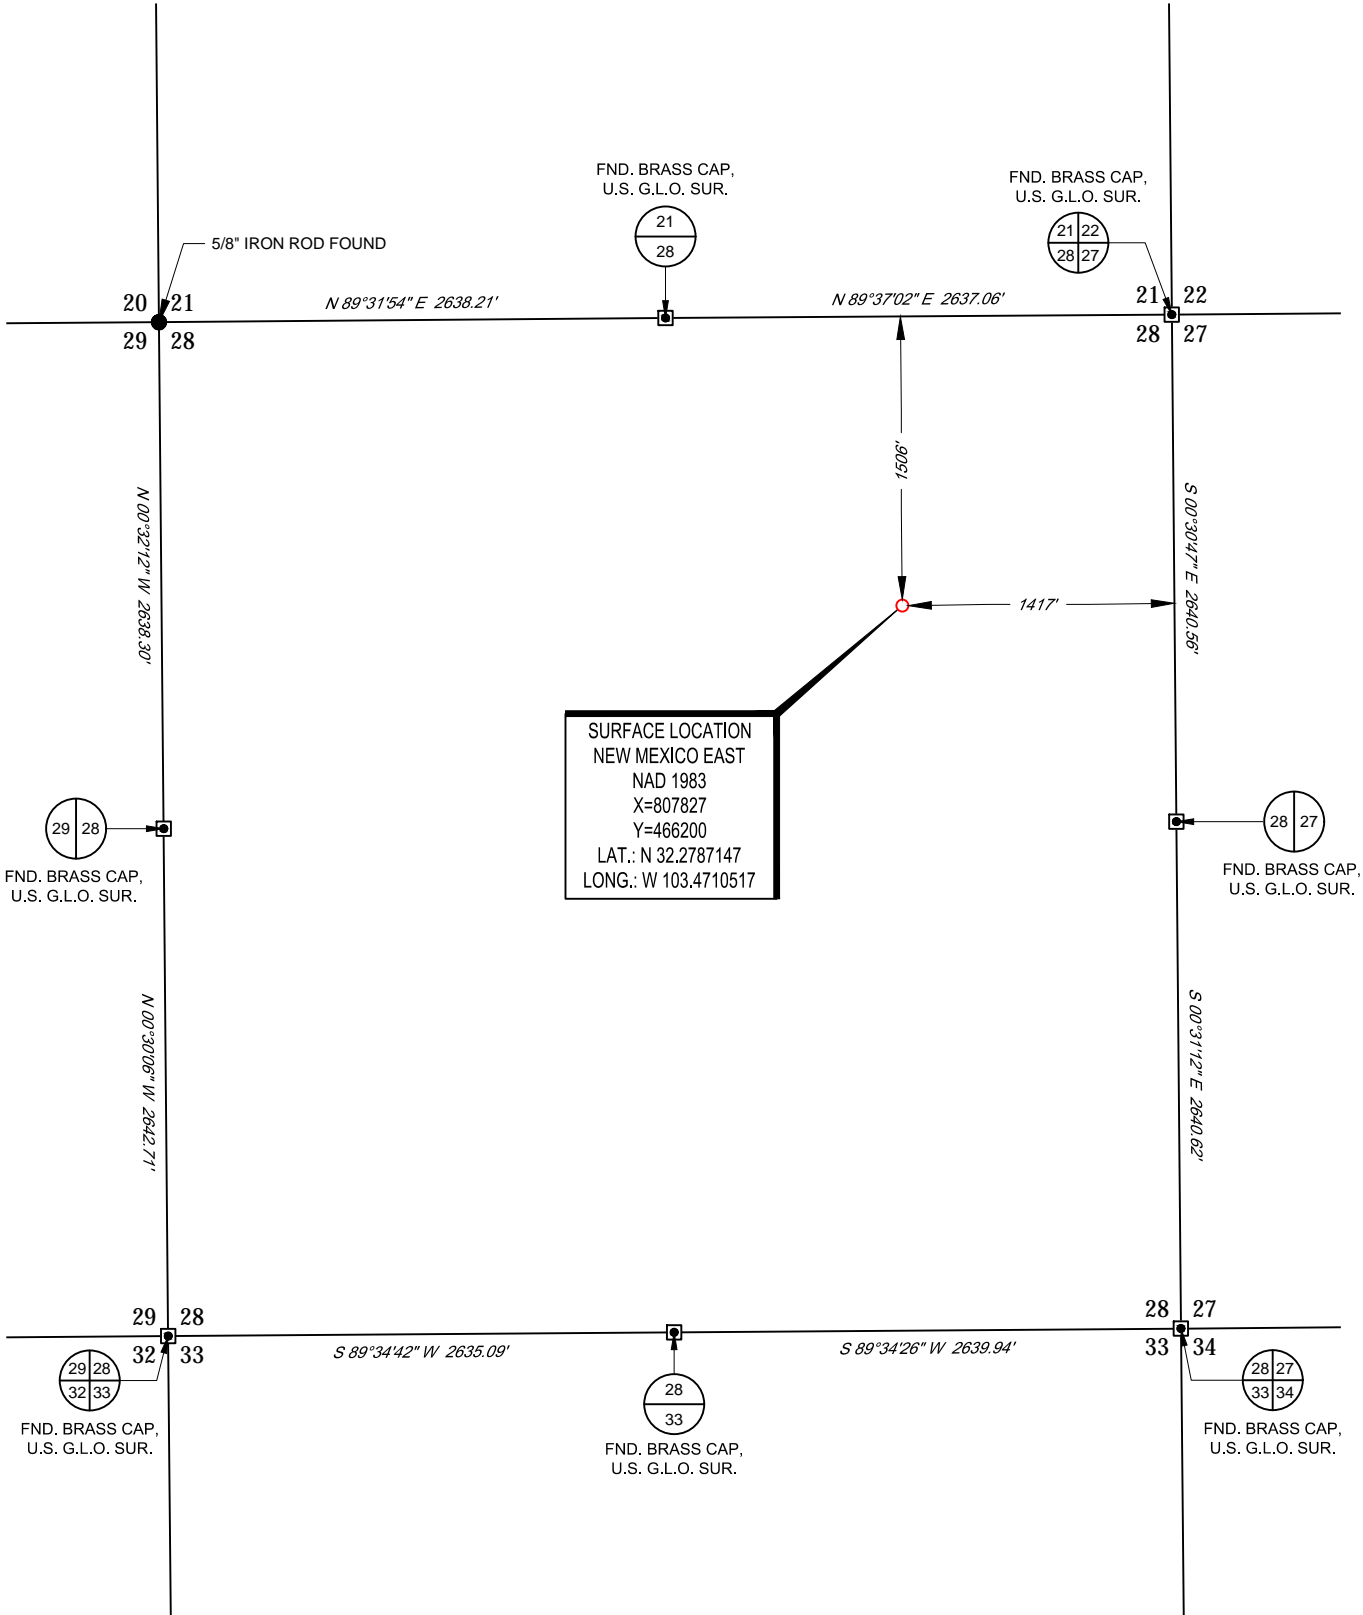 FND. BRASS CAP,
U.S. G.L.O. SUR.
21
28
FND. BRASS CAP,
U.S. G.L.O. SUR.
21 22
28 27
5/8" IRON ROD FOUND
20 21
29 28
N 89°31'54" E 2638.21'
N 89°37'02" E 2637.06'
21 22
28 27
1506'
1417'
N 00°32'12" W 2638.30'
S 00°30'47" E 2640.56'
SURFACE LOCATION
NEW MEXICO EAST
NAD 1983
X=807827
Y=466200
LAT.: N 32.2787147
LONG.: W 103.4710517
29 28
FND. BRASS CAP,
U.S. G.L.O. SUR.
28 27
FND. BRASS CAP,
U.S. G.L.O. SUR.
N 00°30'06" W 2642.71'
S 00°31'12" E 2640.62'
29 28
32 33
S 89°34'42" W 2635.09'
S 89°34'26" W 2639.94'
28 27
33 34
29 28
32 33
FND. BRASS CAP,
U.S. G.L.O. SUR.
28
33
FND. BRASS CAP,
U.S. G.L.O. SUR.
28 27
33 34
FND. BRASS CAP,
U.S. G.L.O. SUR.